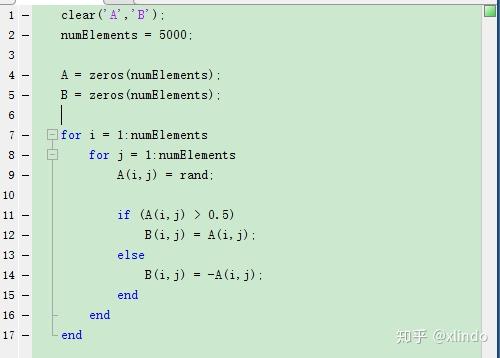 1 – clear('A','B');
2 – numElements = 5000;
3
4 – A = zeros(numElements);
5 – B = zeros(numElements);
6
7 – for i = 1:numElements
8 – for j = 1:numElements
9 – A(i,j) = rand;
10
11 – if (A(i,j) > 0.5)
12 – B(i,j) = A(i,j);
13 – else
14 – B(i,j) = -A(i,j);
15 – end
16 – end
17 – end
知乎 @xlindo